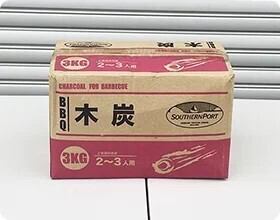 3KG
2〜3人用
CHARCOAL FOR BARBECUE
BBQ
木炭
SOUTHERNPORT
3KG
2〜3人用